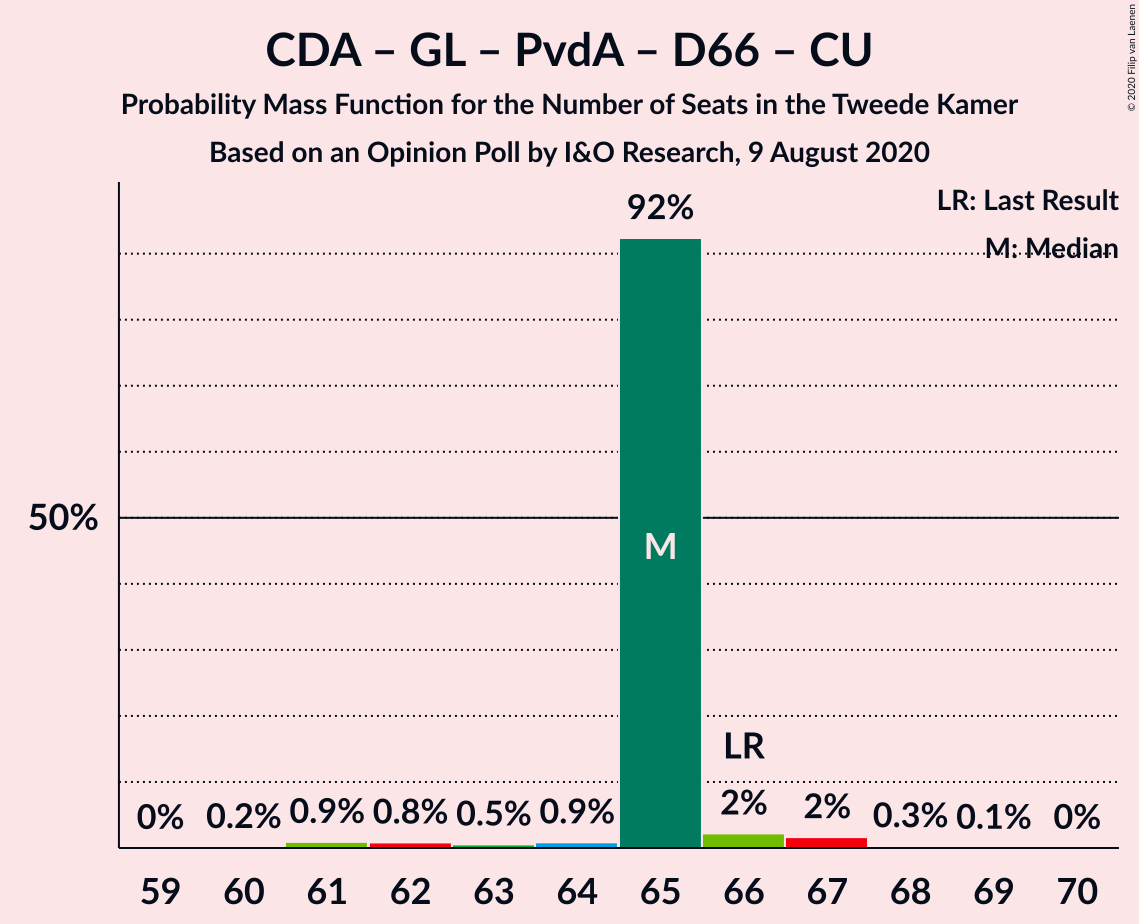 CDA – GL – PvdA – D66 – CU
Probability Mass Function for the Number of Seats in the Tweede Kamer
Based on an Opinion Poll by I&O Research, 9 August 2020
© 2020 Filip van Laenen
LR: Last Result
M: Median
92%
50%
M
LR
0% 0.2% 0.9% 0.8% 0.5% 0.9% 2% 2% 0.3% 0.1% 0%
59 60 61 62 63 64 65 66 67 68 69 70